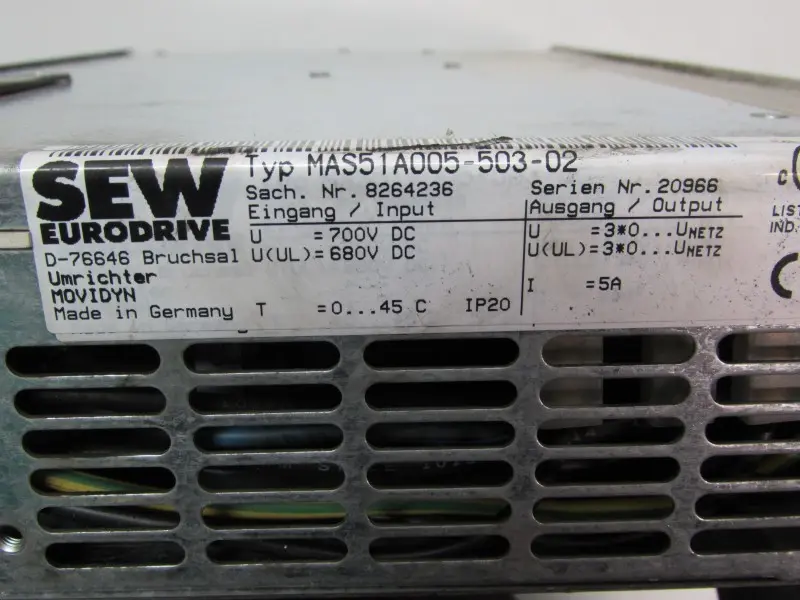 SEW
EURODRIVE
D-76646 Bruchsal
Umrichter
MOVIDYN
Made in Germany
Typ MAS51A005-503-02
Sach. Nr. 8264236
Serien Nr. 20966
Eingang / Input
Ausgang / Output
U =700V DC
U(UL)=680V DC
T =0...45 C IP20
U =3*0...UNETZ
U(UL)=3*0...UNETZ
I =5A
LIST
IND.